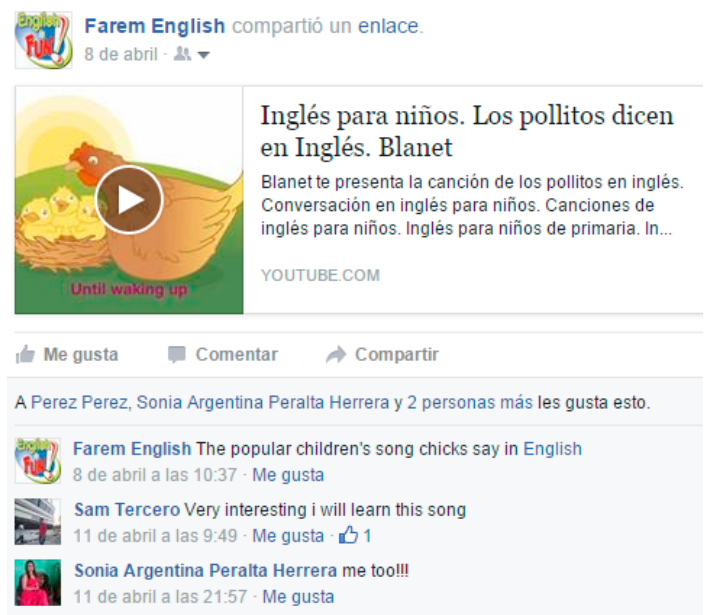 English
FUN!
Farem English compartió un enlace.
8 de abril ·
Inglés para niños. Los pollitos dicen
en Inglés. Blanet
Blanet te presenta la canción de los pollitos en inglés.
Conversación en inglés para niños. Canciones de
inglés para niños. Inglés para niños de primaria. In...
YOUTUBE.COM
Until waking up
Me gusta Comentar Compartir
A Perez Perez, Sonia Argentina Peralta Herrera y 2 personas más les gusta esto.
English
FUN!
Farem English The popular children's song chicks say in English
8 de abril a las 10:37 · Me gusta
Sam Tercero Very interesting i will learn this song
11 de abril a las 9:49 · Me gusta · 1
Sonia Argentina Peralta Herrera me too!!!
11 de abril a las 21:57 · Me gusta